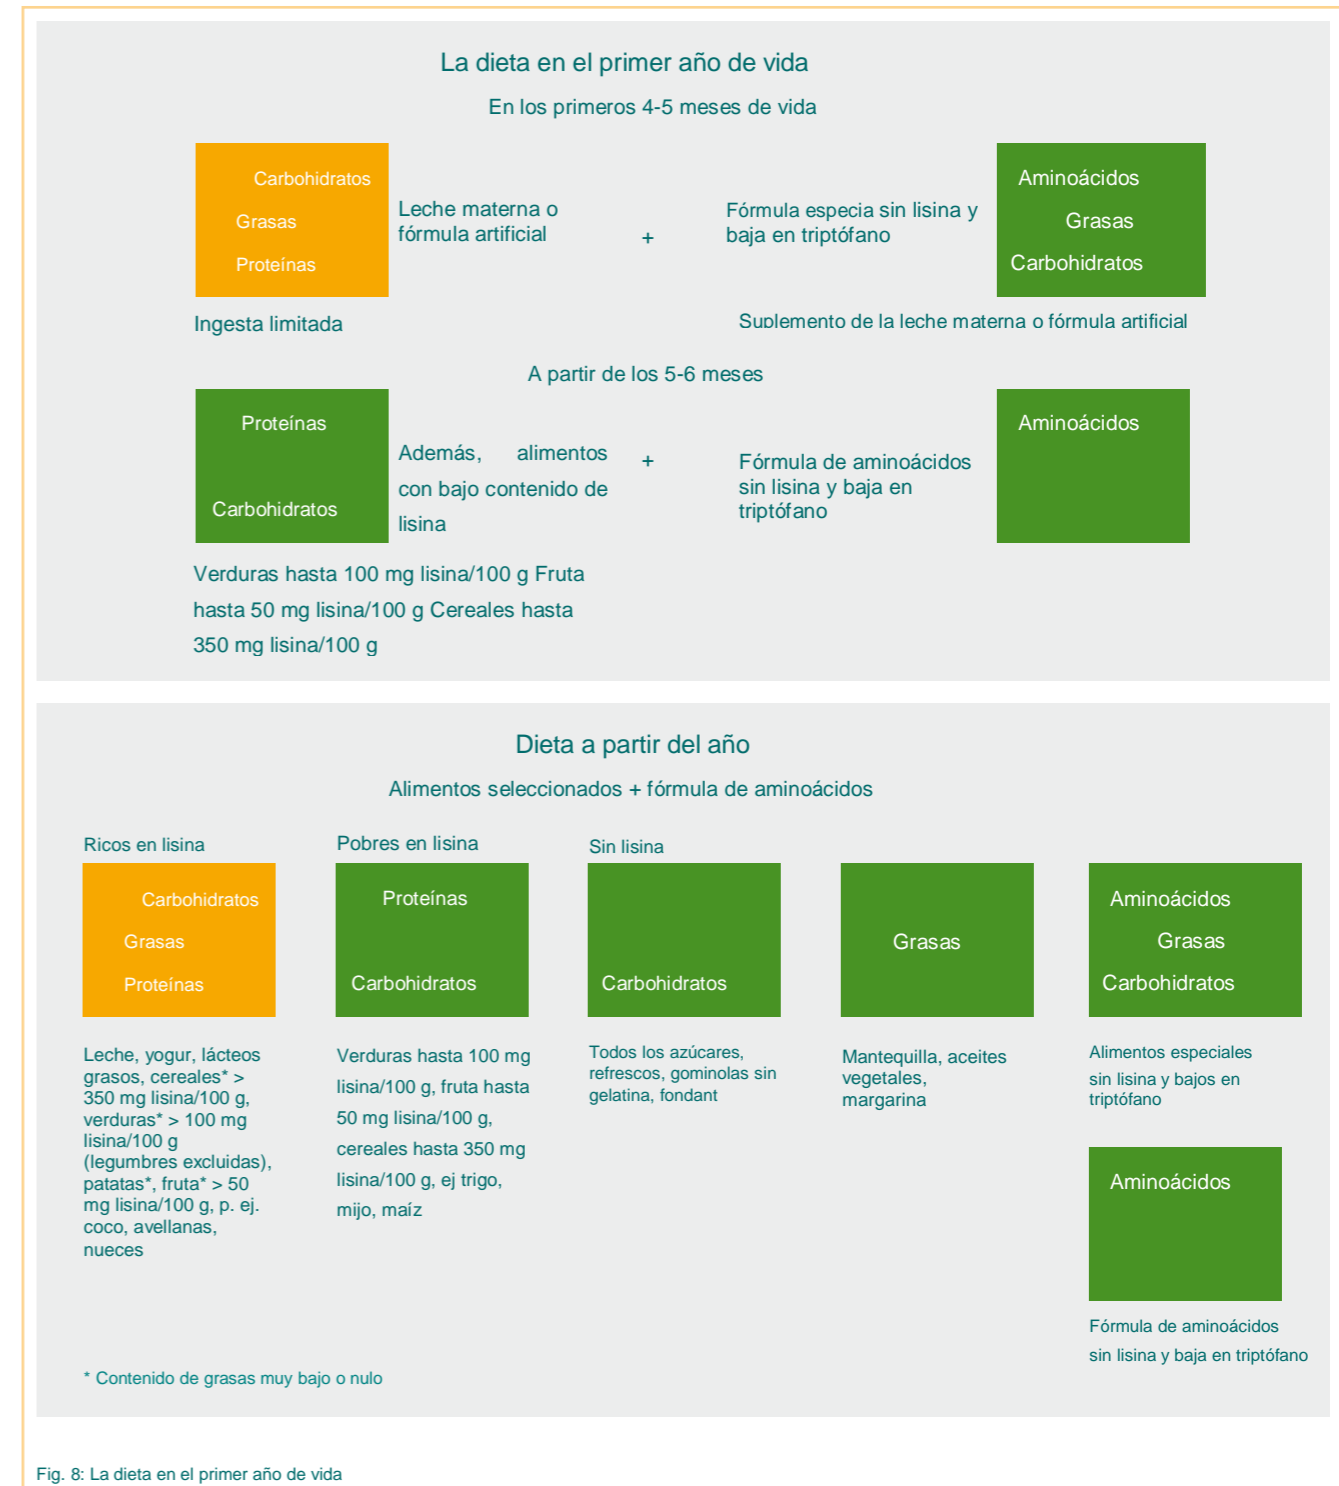 La dieta en el primer año de vida
En los primeros 4-5 meses de vida
Carbohidratos
Grasas
Proteínas
Leche materna o
fórmula artificial
+
Fórmula especia sin lisina y
baja en triptófano
Aminoácidos
Grasas
Carbohidratos
Ingesta limitada
Suplemento de la leche materna o fórmula artificial
A partir de los 5-6 meses
Proteínas
Carbohidratos
Además, alimentos
con bajo contenido de
lisina
+
Fórmula de aminoácidos
sin lisina y baja en
triptófano
Aminoácidos
Verduras hasta 100 mg lisina/100 g Fruta
hasta 50 mg lisina/100 g Cereales hasta
350 mg lisina/100 g
Dieta a partir del año
Alimentos seleccionados + fórmula de aminoácidos
Ricos en lisina
Carbohidratos
Grasas
Proteínas
Leche, yogur, lácteos
grasos, cereales* >
350 mg lisina/100 g,
verduras* > 100 mg
lisina/100 g
(legumbres excluidas),
patatas*, fruta* > 50
mg lisina/100 g, p. ej.
coco, avellanas,
nueces
Pobres en lisina
Proteínas
Carbohidratos
Verduras hasta 100 mg
lisina/100 g, fruta hasta
50 mg lisina/100 g,
cereales hasta 350 mg
lisina/100 g, ej trigo,
mijo, maíz
Sin lisina
Carbohidratos
Todos los azúcares,
refrescos, gominolas sin
gelatina, fondant
Grasas
Mantequilla, aceites
vegetales,
margarina
Aminoácidos
Grasas
Carbohidratos
Alimentos especiales
sin lisina y bajos en
triptófano
Aminoácidos
Fórmula de aminoácidos
sin lisina y baja en triptófano
* Contenido de grasas muy bajo o nulo
Fig. 8: La dieta en el primer año de vida